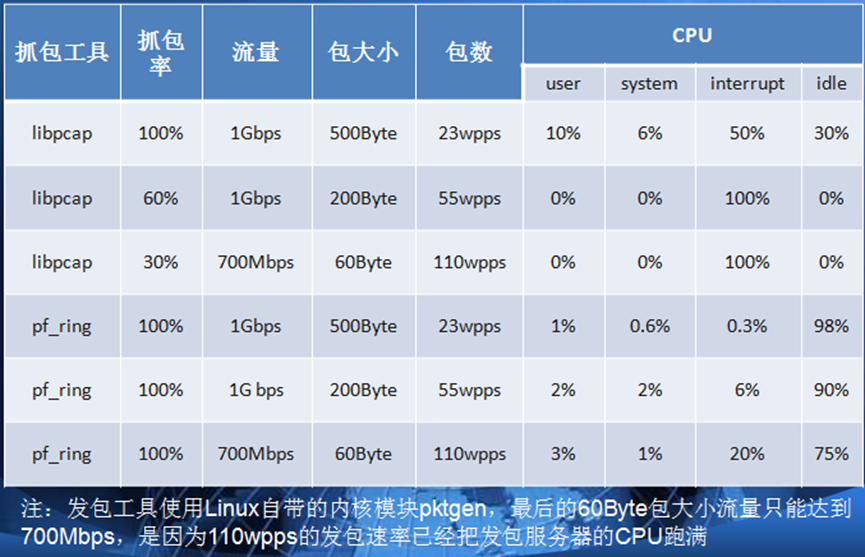 抓包工具 抓包率 流量 包大小 包数 CPU
user system interrupt idle
libpcap 100% 1Gbps 500Byte 23wpps 10% 6% 50% 30%
libpcap 60% 1Gbps 200Byte 55wpps 0% 0% 100% 0%
libpcap 30% 700Mbps 60Byte 110wpps 0% 0% 100% 0%
pf_ring 100% 1Gbps 500Byte 23wpps 1% 0.6% 0.3% 98%
pf_ring 100% 1G bps 200Byte 55wpps 2% 2% 6% 90%
pf_ring 100% 700Mbps 60Byte 110wpps 3% 1% 20% 75%
注：发包工具使用Linux自带的内核模块pktgen，最后的60Byte包大小流量只能达到
700Mbps，是因为110wpps的发包速率已经把发包服务器的CPU跑满